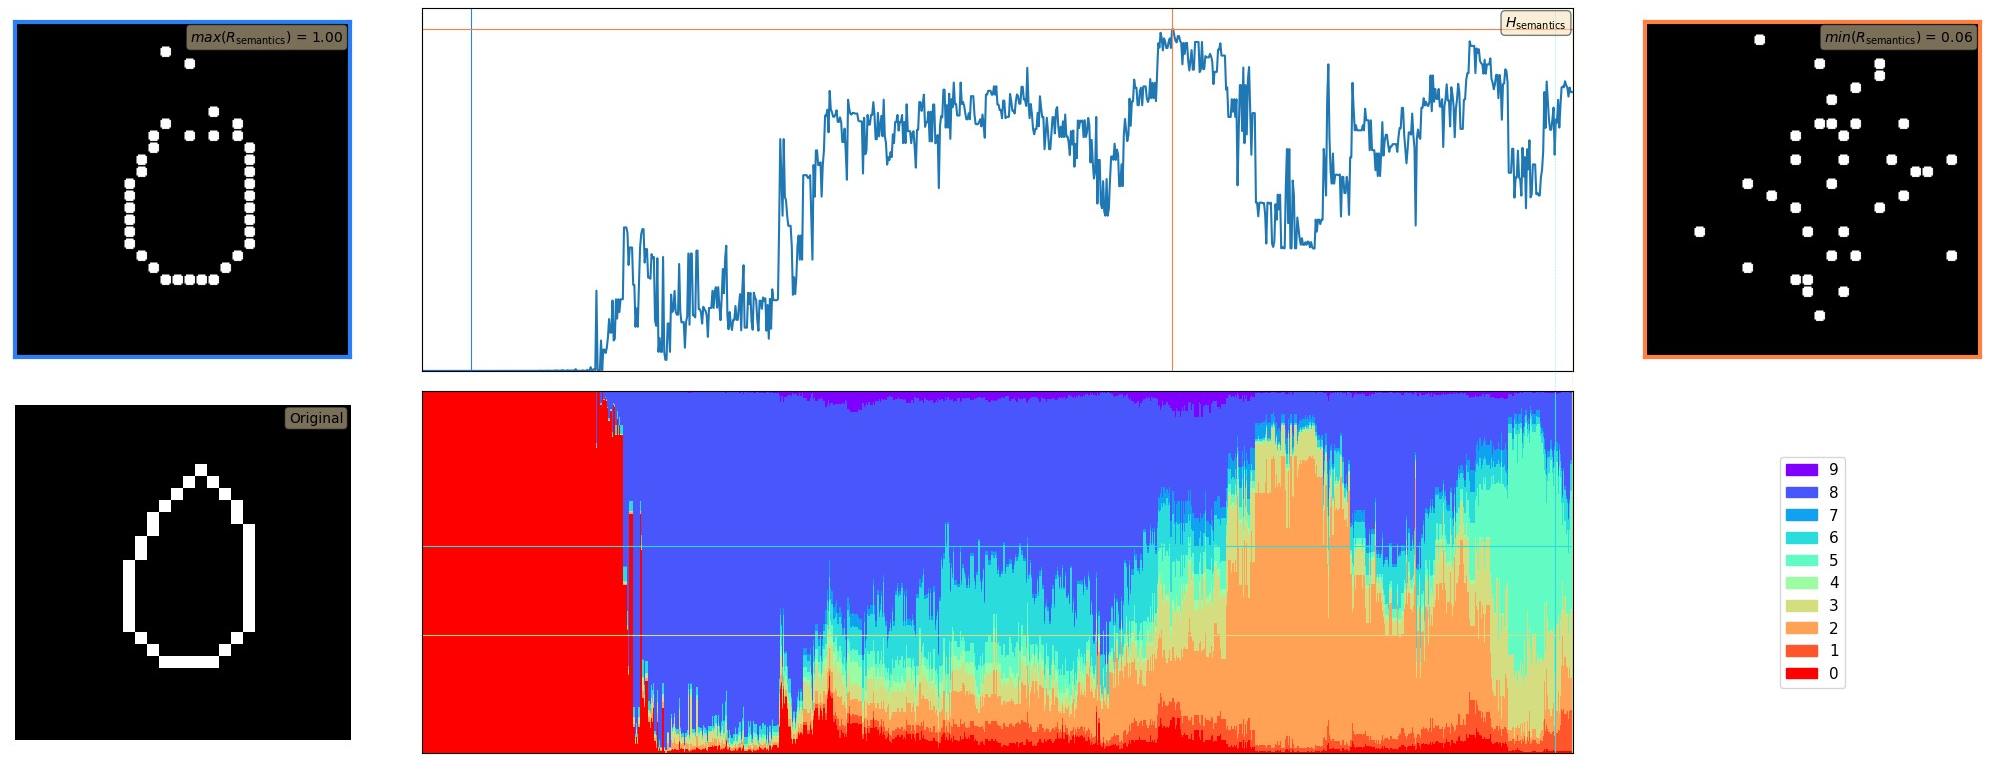 max(R_semantics) = 1.00
H_semantics
min(R_semantics) = 0.06
Original
9
8
7
6
5
4
3
2
1
0